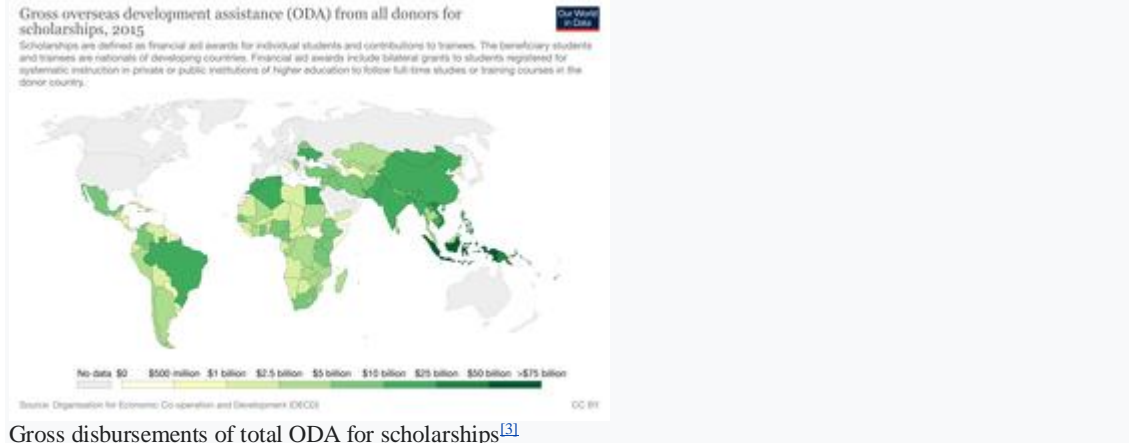 Gross overseas development assistance (ODA) from all donors for
scholarships, 2015
Our World
in Data
Scholarships are defined as financial aid awards for individual students and contributions to trainees. The beneficiary students
and trainees are nationals of developing countries. Financial aid awards include bilateral grants to students registered for
systematic instruction in private or public institutions of higher education to follow full-time studies or training courses in the
donor country.
No data $0 $500 million $1 billion $2.5 billion $5 billion $10 billion $25 billion $50 billion >$75 billion
Source: Organisation for Economic Co-operation and Development (OECD) CC BY
Gross disbursements of total ODA for scholarships[3]